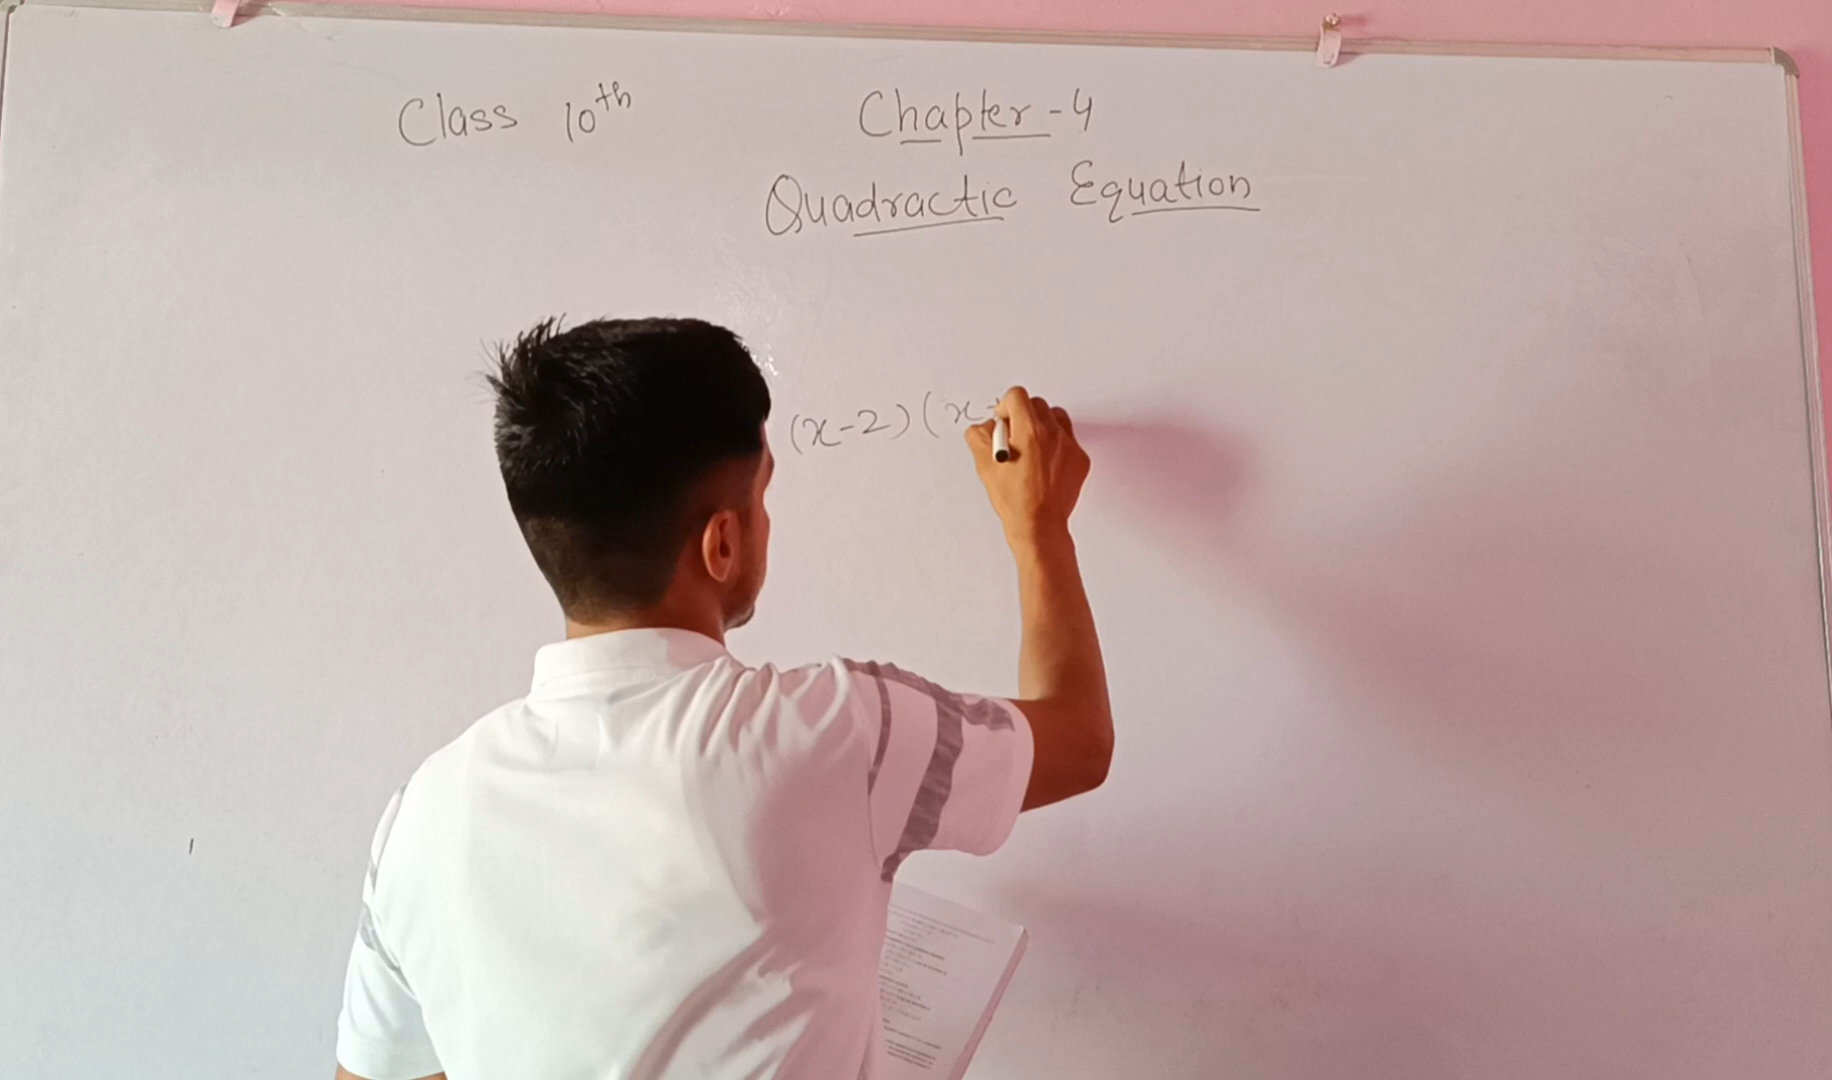 Class 10th Chapter-4
Quadractic Equation
(x-2)(x